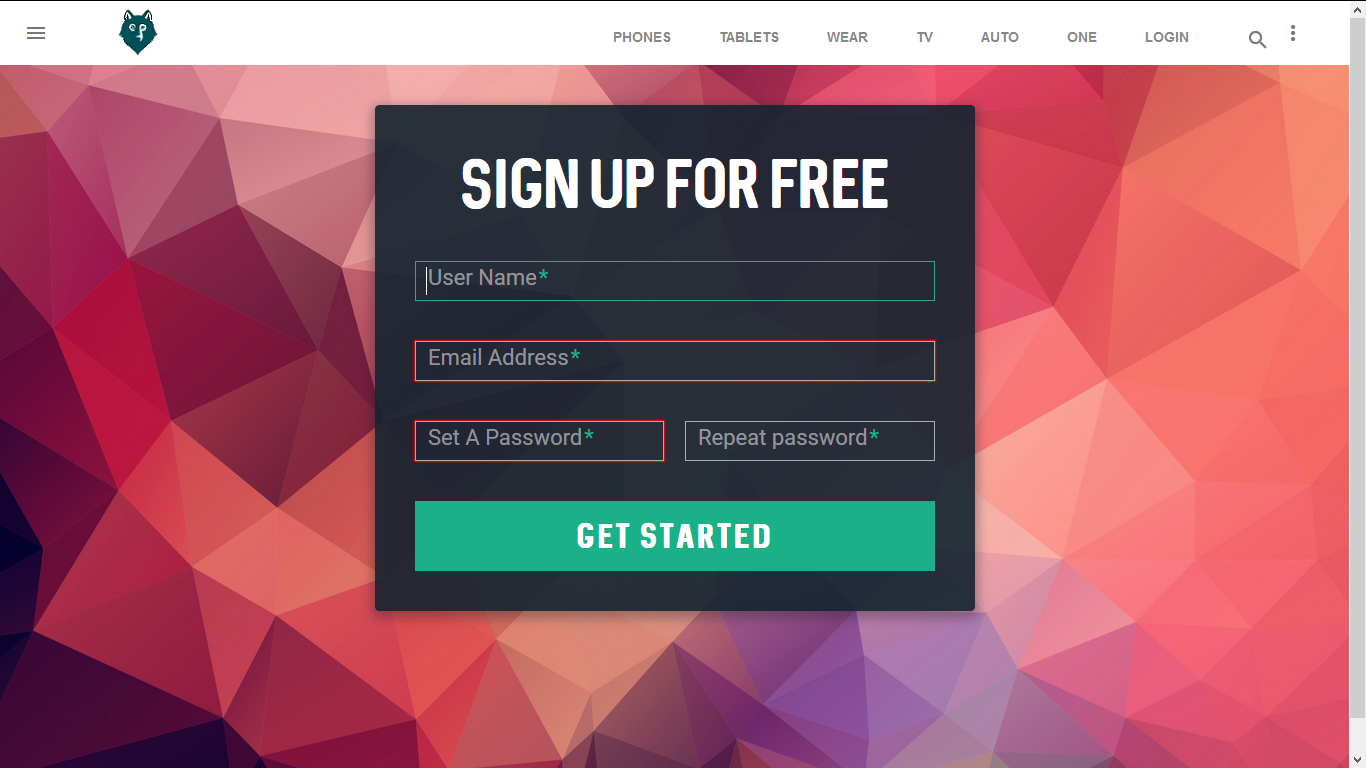 PHONES TABLETS WEAR TV AUTO ONE LOGIN
SIGN UP FOR FREE
User Name*
Email Address*
Set A Password* Repeat password*
GET STARTED